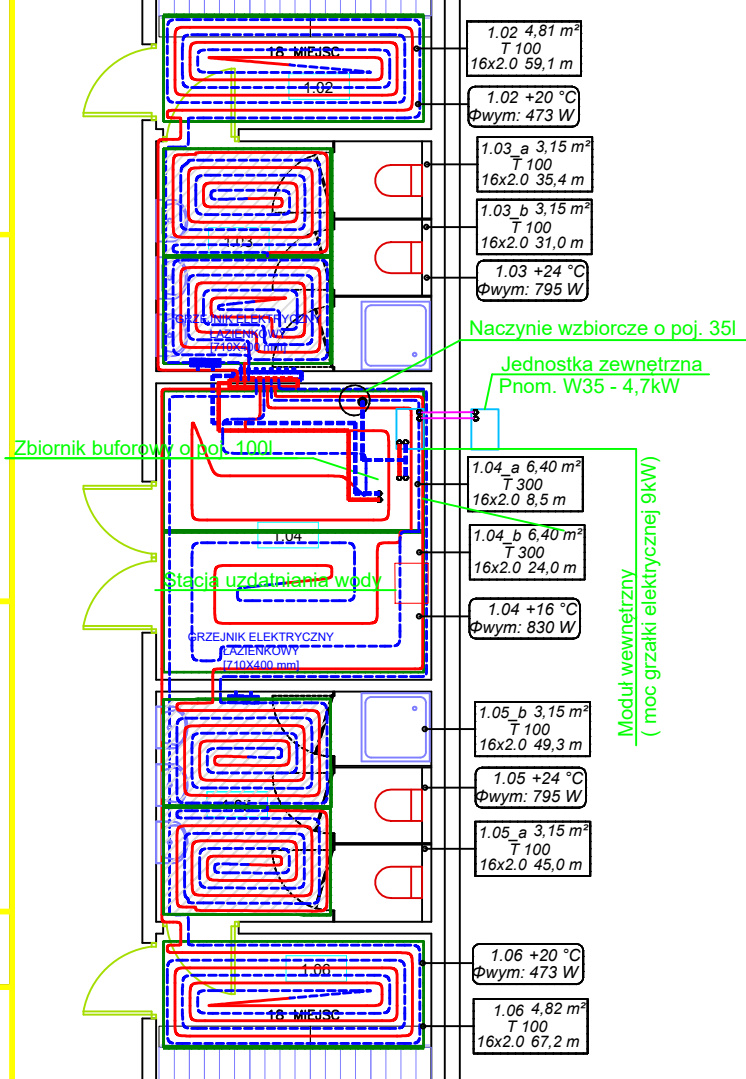 18 MIEJSC
1.02
1.02 4,81 m²
T 100
16x2.0 59,1 m
1.02 +20 °C
Φwym: 473 W
1.03_a 3,15 m²
T 100
16x2.0 35,4 m
1.03_b 3,15 m²
T 100
16x2.0 31,0 m
1.03
1.03 +24 °C
Φwym: 795 W
GRZEJNIK ELEKTRYCZNY
ŁAZIENKOWY
[710X400 mm]
Naczynie wzbiorcze o poj. 35l
Jednostka zewnętrzna
Pnom. W35 - 4,7kW
Zbiornik buforowy o poj. 100l
1.04_a 6,40 m²
T 300
16x2.0 8,5 m
1.04
1.04_b 6,40 m²
T 300
16x2.0 24,0 m
Stacja uzdatniania wody
1.04 +16 °C
Φwym: 830 W
GRZEJNIK ELEKTRYCZNY
ŁAZIENKOWY
[710X400 mm]
Moduł wewnętrzny
( moc grzałki elektrycznej 9kW)
1.05_b 3,15 m²
T 100
16x2.0 49,3 m
1.05 +24 °C
Φwym: 795 W
1.05_a 3,15 m²
T 100
16x2.0 45,0 m
1.06
1.06 +20 °C
Φwym: 473 W
18 MIEJSC
1.06 4,82 m²
T 100
16x2.0 67,2 m